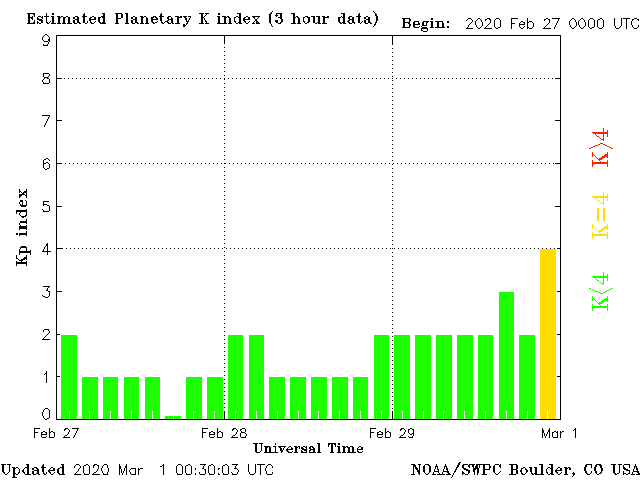 Estimated Planetary K index (3 hour data) Begin: 2020 Feb 27 0000 UTC
9
8
7
6
5
4
3
2
1
0
Kp index
K>4
K=4
K<4
Feb 27 Feb 28 Feb 29 Mar 1
Universal Time
Updated 2020 Mar 1 00:30:03 UTC NOAA/SWPC Boulder, CO USA